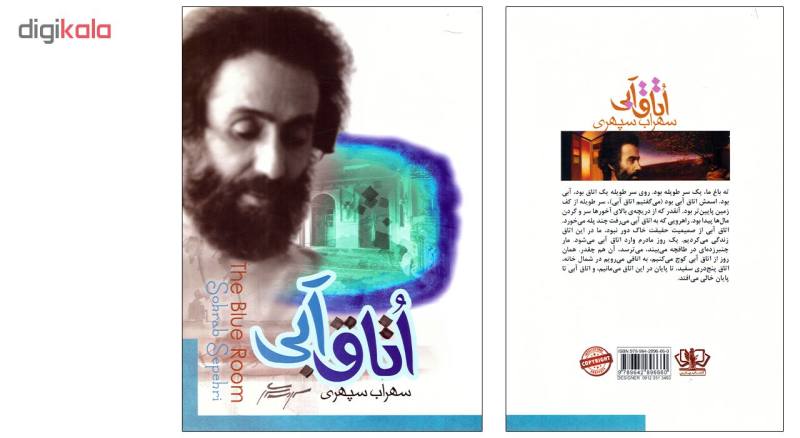 digikala
The Blue Room
Sohrab Sepehri
اُتاق آبی
سهراب سپهری
اُتاق آبی
سهراب سپهری
ته باغ ما، یک سر طویله بود. روی سر طویله یک اتاق بود، آبی
بود. اسمش اتاق آبی بود (می‌گفتیم اتاق آبی)، سر طویله از کف
زمین پایین‌تر بود. آنقدر که از دریچه‌ی بالای آخورها سر و گردن
مال‌ها پیدا بود. راهرویی که به اتاق آبی می‌رفت چند پله می‌خورد.
اتاق آبی از صمیمیت حقیقت خاک دور نبود، ما در این اتاق
زندگی می‌کردیم. یک روز مادرم وارد اتاق آبی می‌شود. مار
چنبرزده‌ای در طاقچه می‌بیند، می‌ترسد، آن هم چقدر. همان
روز از اتاق آبی کوچ می‌کنیم، به اتاقی می‌رویم در شمال خانه،
اتاق پنج‌دری سفید، تا پایان در این اتاق می‌مانیم، و اتاق آبی تا
پایان خالی می‌افتد.
COPYRIGHT